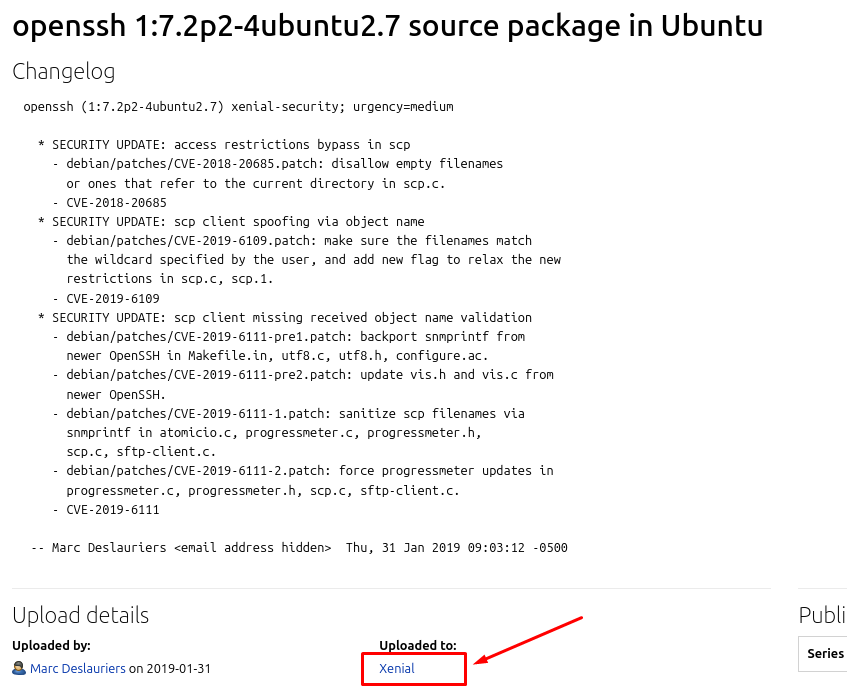 openssh 1:7.2p2-4ubuntu2.7 source package in Ubuntu
Changelog
openssh (1:7.2p2-4ubuntu2.7) xenial-security; urgency=medium
* SECURITY UPDATE: access restrictions bypass in scp
- debian/patches/CVE-2018-20685.patch: disallow empty filenames
or ones that refer to the current directory in scp.c.
- CVE-2018-20685
* SECURITY UPDATE: scp client spoofing via object name
- debian/patches/CVE-2019-6109.patch: make sure the filenames match
the wildcard specified by the user, and add new flag to relax the new
restrictions in scp.c, scp.1.
- CVE-2019-6109
* SECURITY UPDATE: scp client missing received object name validation
- debian/patches/CVE-2019-6111-pre1.patch: backport snmprintf from
newer OpenSSH in Makefile.in, utf8.c, utf8.h, configure.ac.
- debian/patches/CVE-2019-6111-pre2.patch: update vis.h and vis.c from
newer OpenSSH.
- debian/patches/CVE-2019-6111-1.patch: sanitize scp filenames via
snmprintf in atomicio.c, progressmeter.c, progressmeter.h,
scp.c, sftp-client.c.
- debian/patches/CVE-2019-6111-2.patch: force progressmeter updates in
progressmeter.c, progressmeter.h, scp.c, sftp-client.c.
- CVE-2019-6111
-- Marc Deslauriers <email address hidden>  Thu, 31 Jan 2019 09:03:12 -0500
Upload details
Uploaded by:
Marc Deslauriers on 2019-01-31
Uploaded to:
Xenial
Publi
Series